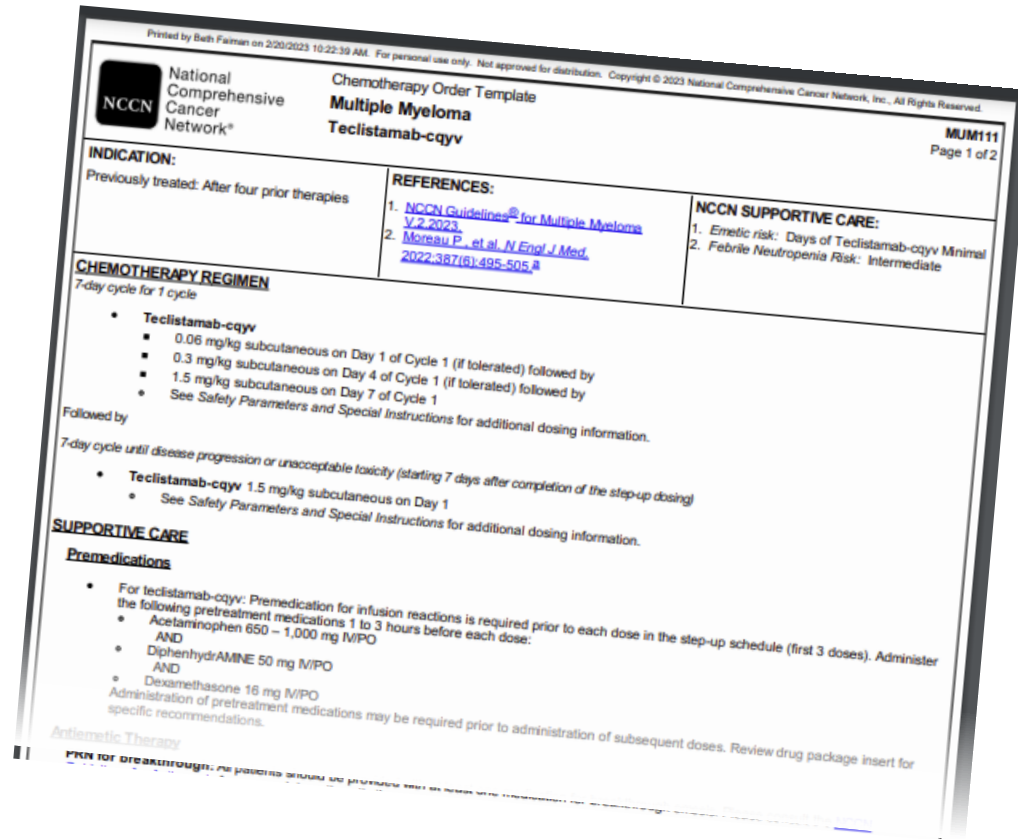 Printed by Beth Faiman on 2/20/2023 10:22:39 AM. For personal use only. Not approved for distribution. Copyright © 2023 National Comprehensive Cancer Network, Inc., All Rights Reserved.
NCCN
National
Comprehensive
Cancer
Network®
Chemotherapy Order Template
Multiple Myeloma
Teclistamab-cqyv
MUM111
Page 1 of 2
INDICATION:
Previously treated: After four prior therapies
REFERENCES:
1. NCCN Guidelines® for Multiple Myeloma
V.2.2023.
2. Moreau P., et al. N Engl J Med.
2022;387(6):495-505.a
NCCN SUPPORTIVE CARE:
1. Emetic risk: Days of Teclistamab-cqyv Minimal
2. Febrile Neutropenia Risk: Intermediate
CHEMOTHERAPY REGIMEN
7-day cycle for 1 cycle
• Teclistamab-cqyv
▪ 0.06 mg/kg subcutaneous on Day 1 of Cycle 1 (if tolerated) followed by
▪ 0.3 mg/kg subcutaneous on Day 4 of Cycle 1 (if tolerated) followed by
▪ 1.5 mg/kg subcutaneous on Day 7 of Cycle 1
• See Safety Parameters and Special Instructions for additional dosing information.
Followed by
7-day cycle until disease progression or unacceptable toxicity (starting 7 days after completion of the step-up dosing)
• Teclistamab-cqyv 1.5 mg/kg subcutaneous on Day 1
• See Safety Parameters and Special Instructions for additional dosing information.
SUPPORTIVE CARE
Premedications
• For teclistamab-cqyv: Premedication for infusion reactions is required prior to each dose in the step-up schedule (first 3 doses). Administer
the following pretreatment medications 1 to 3 hours before each dose:
• Acetaminophen 650 – 1,000 mg IV/PO
AND
• DiphenhydrAMINE 50 mg IV/PO
AND
• Dexamethasone 16 mg IV/PO
Administration of pretreatment medications may be required prior to administration of subsequent doses. Review drug package insert for
specific recommendations.
Antiemetic Therapy
PRN for breakthrough: All patients should be provided with at least one medication for